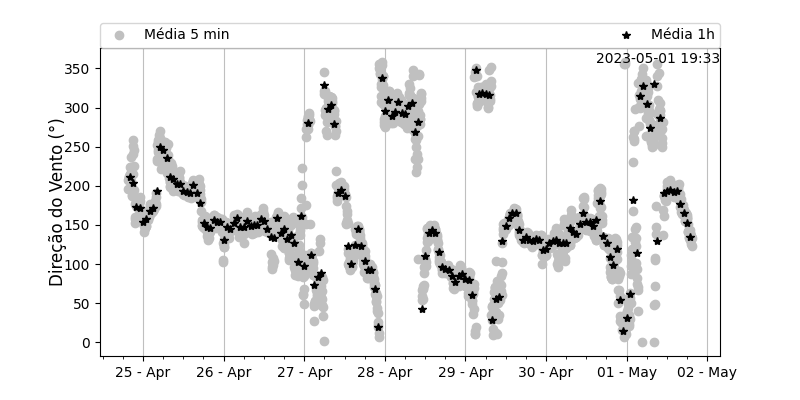 Média 5 min
Média 1h
2023-05-01 19:33
Direção do Vento (°)
350
300
250
200
150
100
50
0
25 - Apr
26 - Apr
27 - Apr
28 - Apr
29 - Apr
30 - Apr
01 - May
02 - May